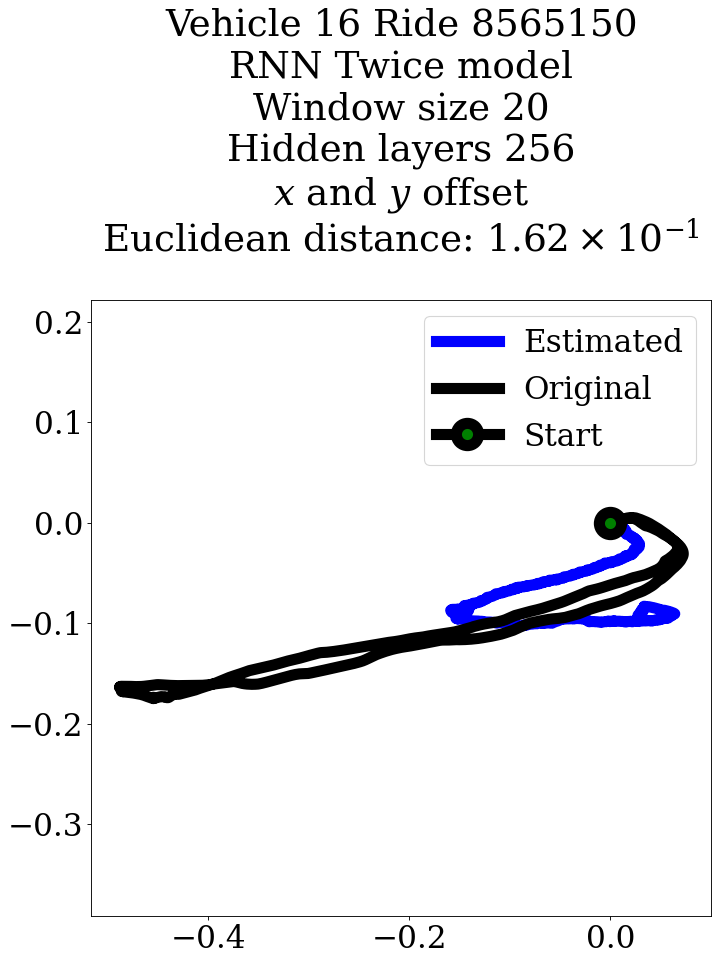 Vehicle 16 Ride 8565150
RNN Twice model
Window size 20
Hidden layers 256
x and y offset
Euclidean distance: 1.62 × 10⁻¹
Estimated
Original
Start
0.2
0.1
0.0
−0.1
−0.2
−0.3
−0.4 −0.2 0.0